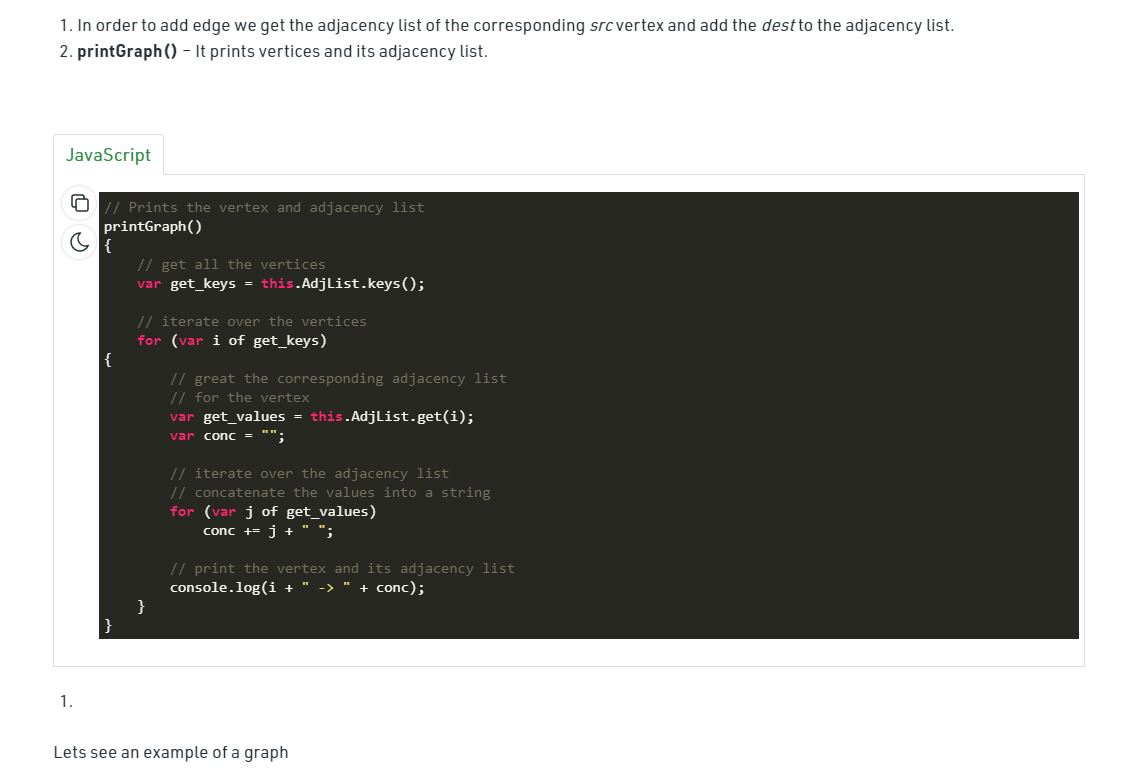 1. In order to add edge we get the adjacency list of the corresponding src vertex and add the dest to the adjacency list.
2. printGraph() – It prints vertices and its adjacency list.
JavaScript
// Prints the vertex and adjacency list
printGraph()
{
    // get all the vertices
    var get_keys = this.AdjList.keys();

    // iterate over the vertices
    for (var i of get_keys)
{
        // great the corresponding adjacency list
        // for the vertex
        var get_values = this.AdjList.get(i);
        var conc = "";

        // iterate over the adjacency list
        // concatenate the values into a string
        for (var j of get_values)
            conc += j + " ";

        // print the vertex and its adjacency list
        console.log(i + " -> " + conc);
    }
}
1.
Lets see an example of a graph